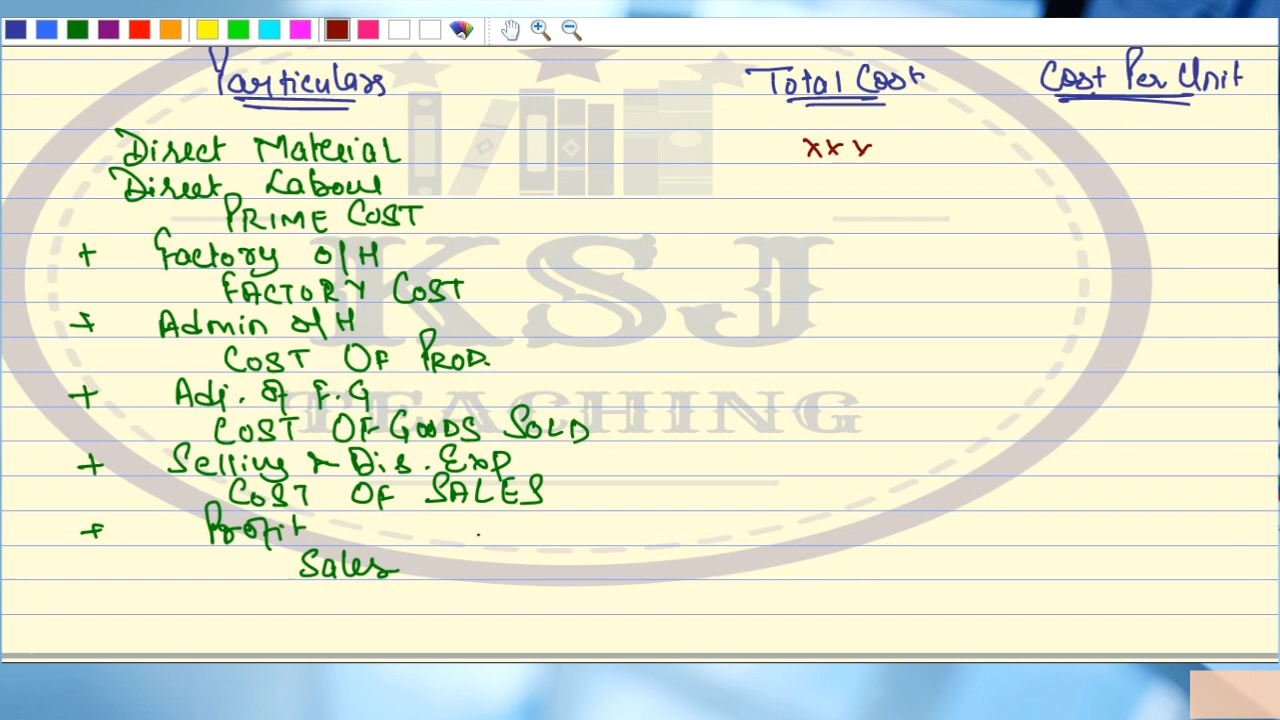 Particulars Total Cost Cost Per Unit
Direct Material xxx
Direct Labour
PRIME COST
+ Factory O/H
FACTORY COST
+ Admin O/H
COST OF PROD.
+ Adj. of F.G
COST OF GOODS SOLD
+ Selling & Dis. Exp
COST OF SALES
+ Profit
Sales
KSJ
TEACHING